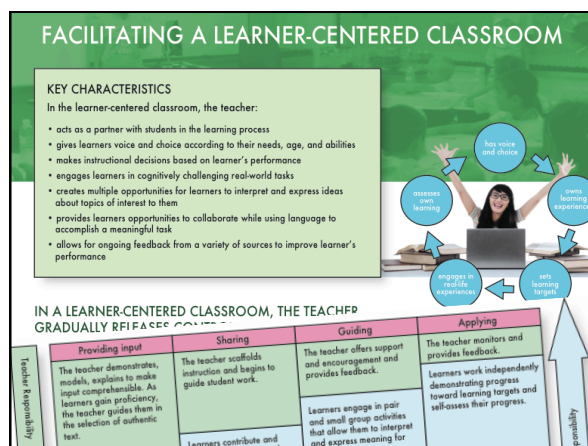 FACILITATING A LEARNER-CENTERED CLASSROOM
KEY CHARACTERISTICS
In the learner-centered classroom, the teacher:
• acts as a partner with students in the learning process
• gives learners voice and choice according to their needs, age, and abilities
• makes instructional decisions based on learner's performance
• engages learners in cognitively challenging real-world tasks
• creates multiple opportunities for learners to interpret and express ideas
about topics of interest to them
• provides learners opportunities to collaborate while using language to
accomplish a meaningful task
• allows for ongoing feedback from a variety of sources to improve learner's
performance
has voice
and choice
owns
learning
experience
sets
learning
targets
engages in
real-life
experiences
assesses
own
learning
IN A LEARNER-CENTERED CLASSROOM, THE TEACHER
GRADUALLY RELEASES
Teacher Responsibility
Providing input
The teacher demonstrates,
models, explains to make
input comprehensible. As
learners gain proficiency,
the teacher guides them in
the selection of authentic
text.
Sharing
The teacher scaffolds
instruction and begins to
guide student work.
Learners contribute and
Guiding
The teacher offers support
and encouragement and
provides feedback.
Learners engage in pair
and small group activities
that allow them to interpret
and express meaning for
Applying
The teacher monitors and
provides feedback.
Learners work independently
demonstrating progress
toward learning targets and
self-assess their progress.